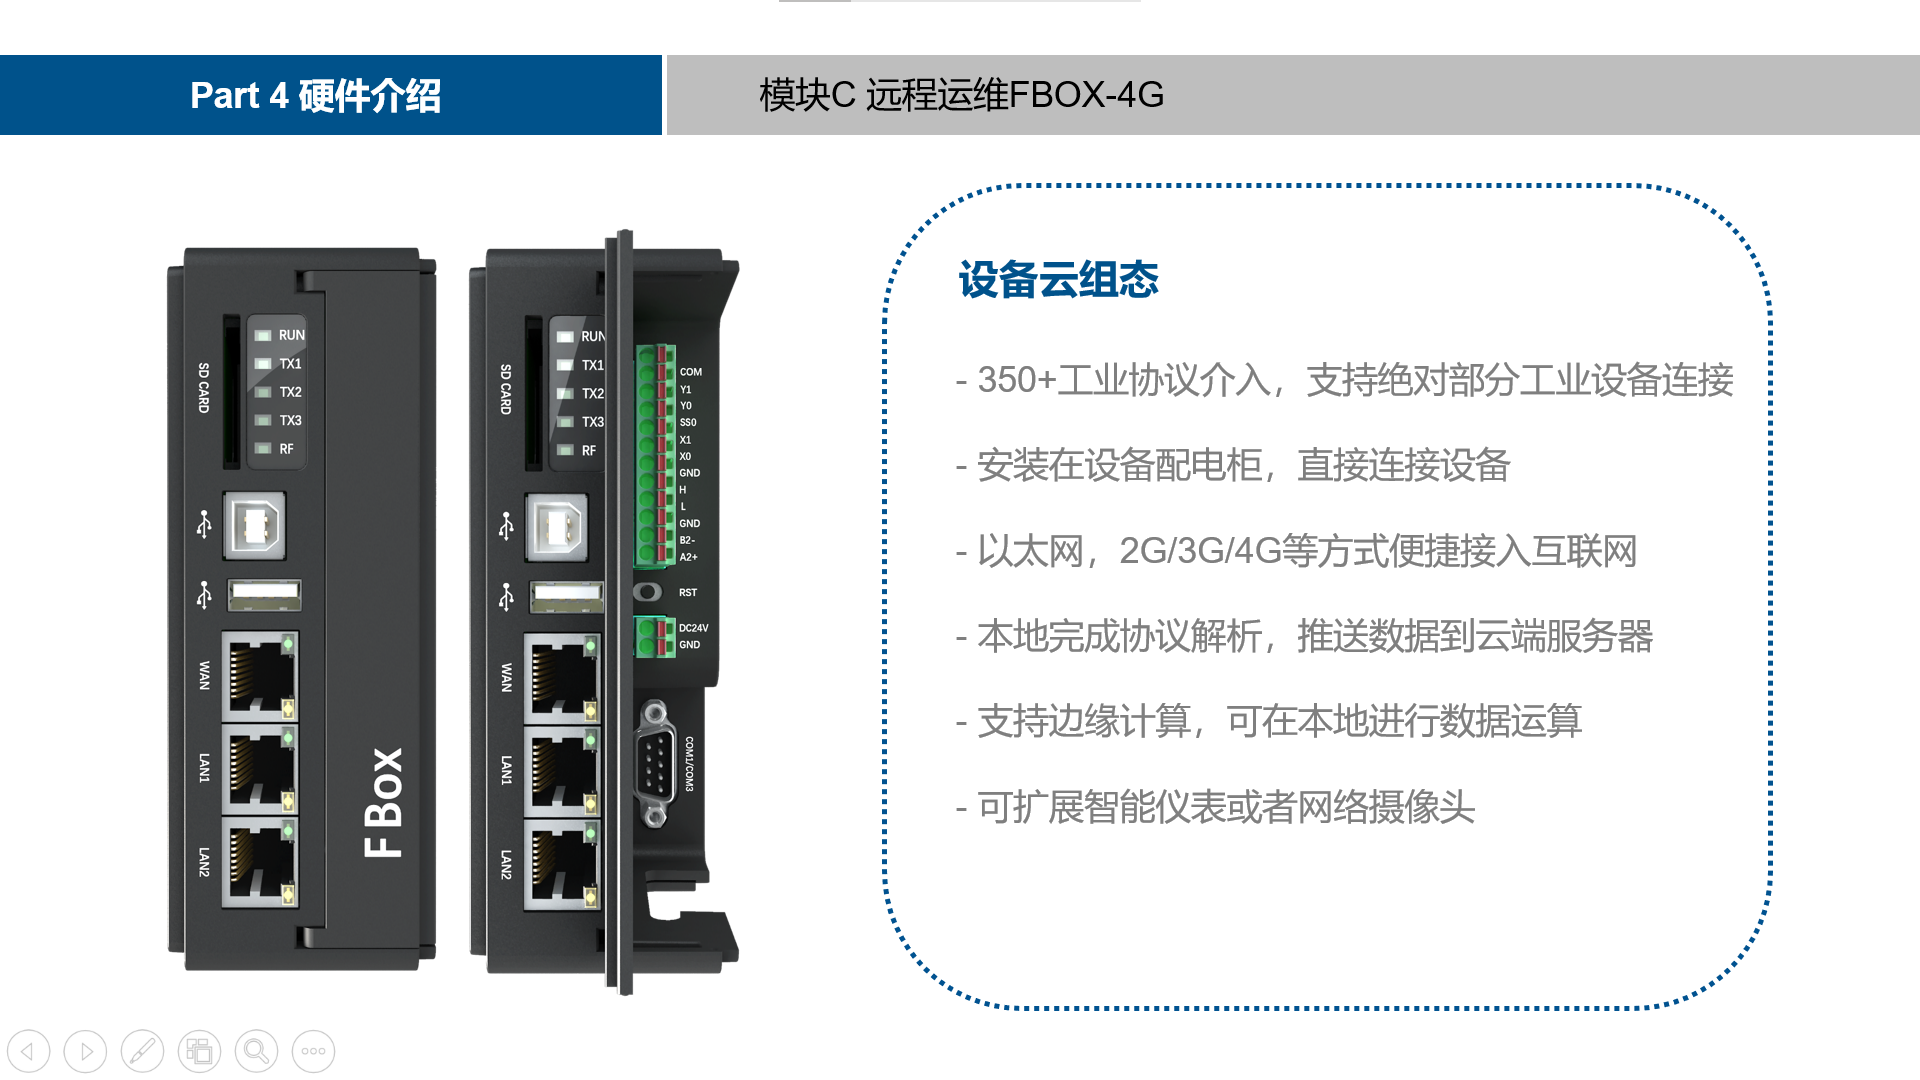 Part 4 硬件介绍
模块C 远程运维FBOX-4G
SD CARD
RUN
TX1
TX2
TX3
RF
WAN
LAN1
LAN2
F Box
SD CARD
RUN
TX1
TX2
TX3
RF
WAN
LAN1
LAN2
COM
Y1
Y0
SS0
X1
X0
GND
H
L
GND
B2-
A2+
RST
DC24V
GND
COM1/COM3
设备云组态
- 350+工业协议介入，支持绝对部分工业设备连接
- 安装在设备配电柜，直接连接设备
- 以太网，2G/3G/4G等方式便捷接入互联网
- 本地完成协议解析，推送数据到云端服务器
- 支持边缘计算，可在本地进行数据运算
- 可扩展智能仪表或者网络摄像头